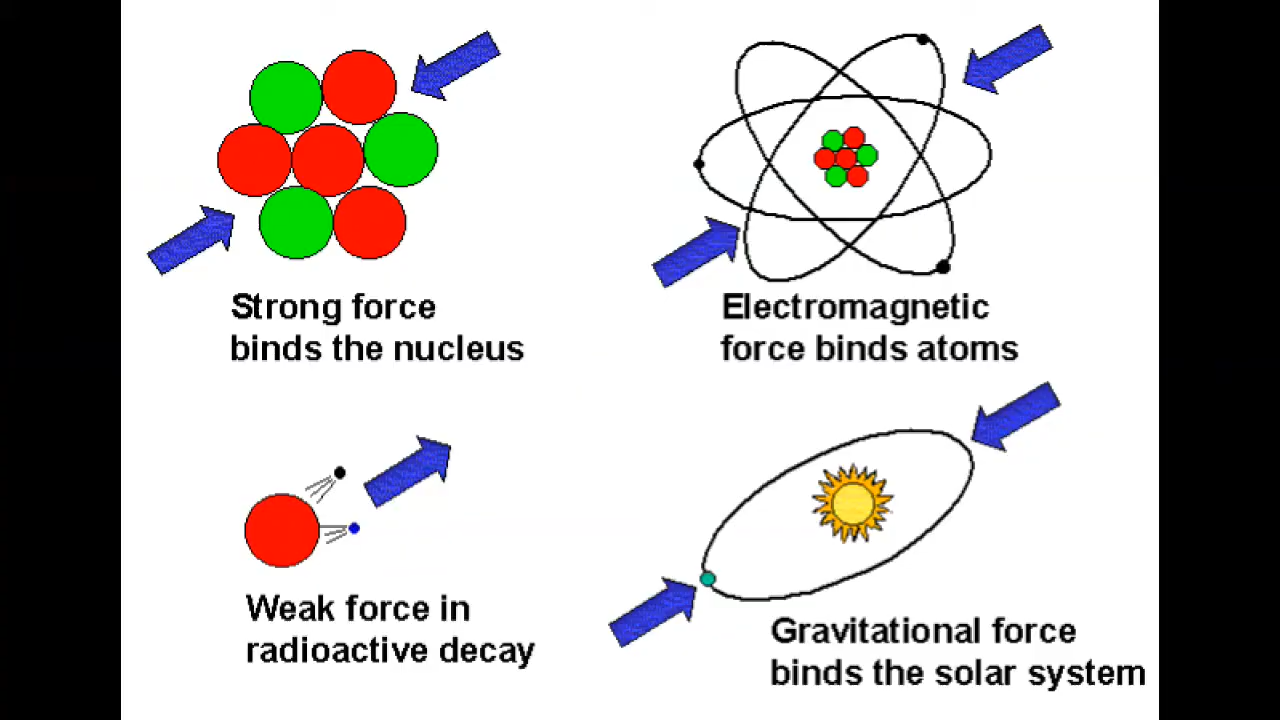 Strong force
binds the nucleus
Electromagnetic
force binds atoms
Weak force in
radioactive decay
Gravitational force
binds the solar system